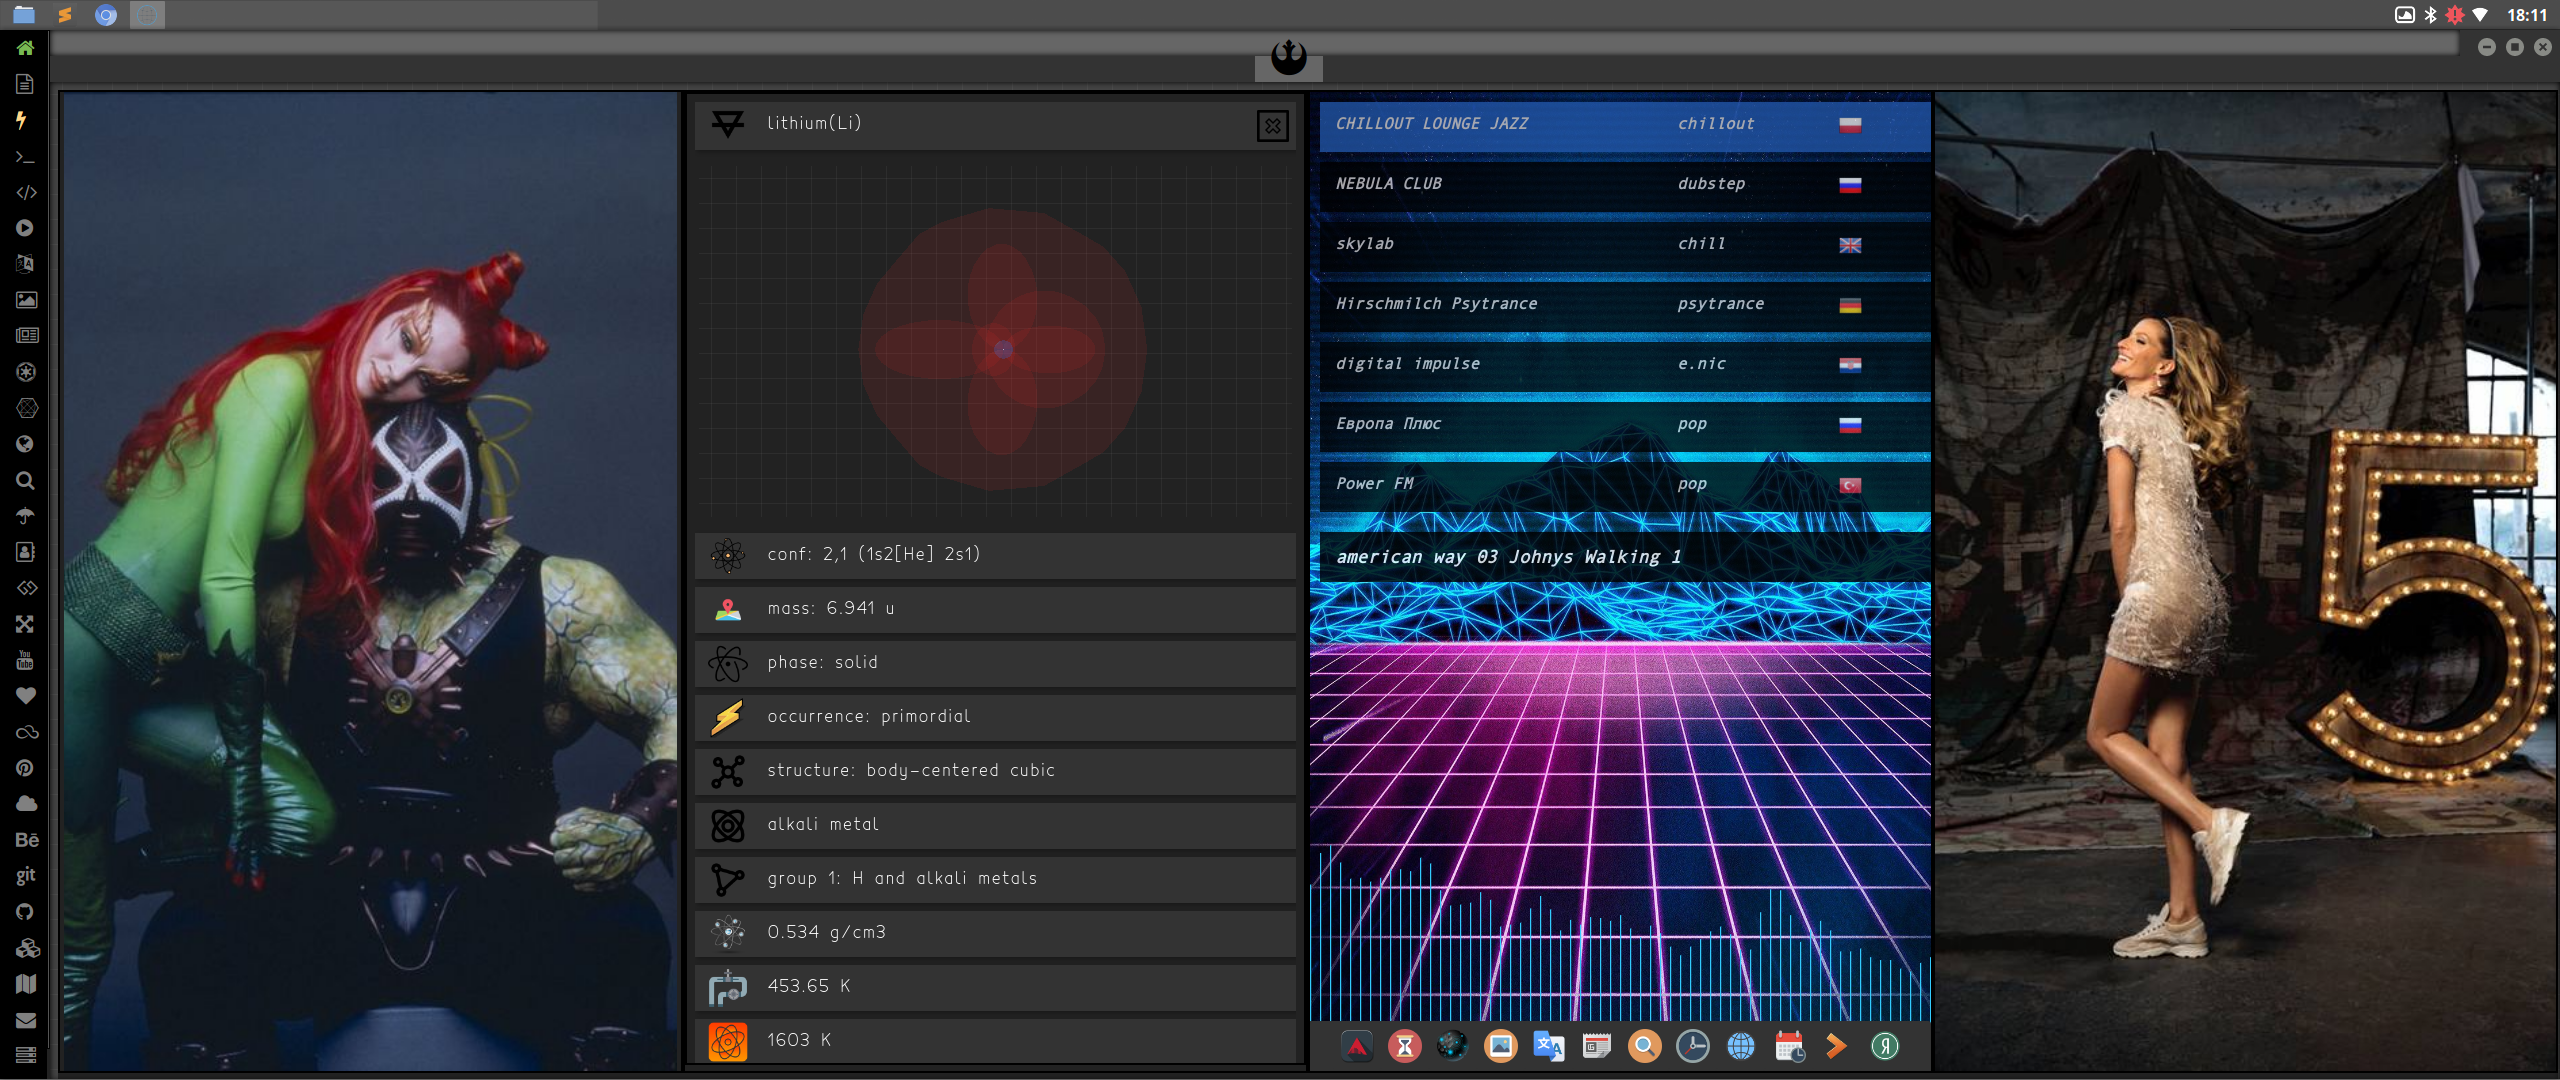 18:11
lithium(Li)
conf: 2,1 (1s2[He] 2s1)
mass: 6.941 u
phase: solid
occurrence: primordial
structure: body-centered cubic
alkali metal
group 1: H and alkali metals
0.534 g/cm3
453.65 K
1603 K
CHILLOUT LOUNGE JAZZ chillout
NEBULA CLUB dubstep
skylab chill
Hirschmilch Psytrance psytrance
digital impulse e.nic
Европа Плюс pop
Power FM pop
american way 03 Johnys Walking 1
5
You
Tube
Bē
git
Я